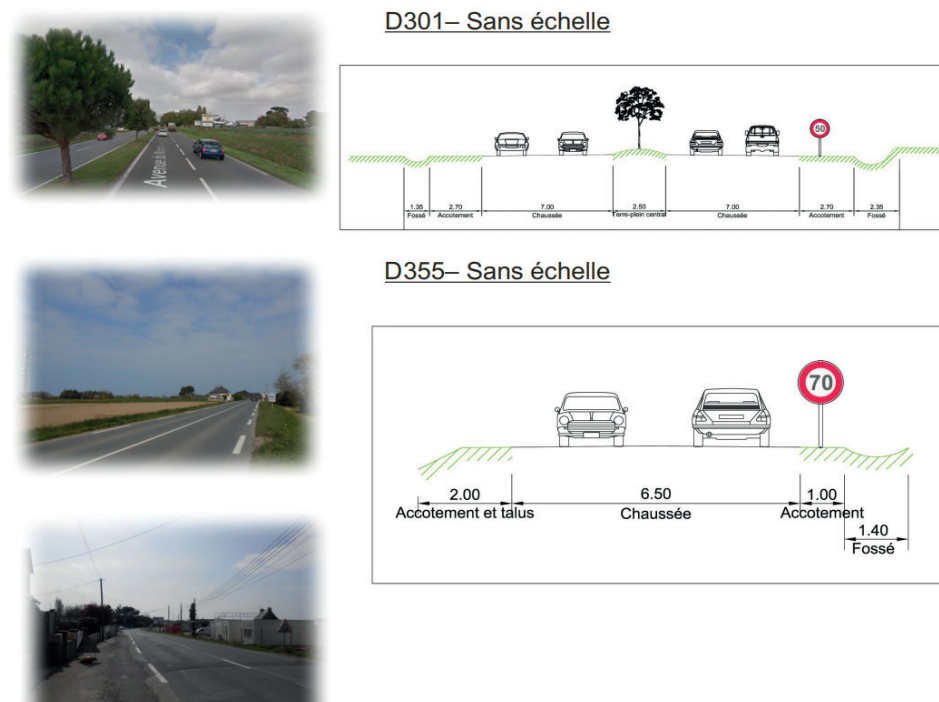 D301– Sans échelle
Avenue du
50
1.35 2.70 7.00 2.50 7.00 2.70 2.35
Fossé Accotement Chaussée Terre-plein central Chaussée Accotement Fossé
D355– Sans échelle
70
2.00 6.50 1.00
Accotement et talus Chaussée Accotement
1.40
Fossé